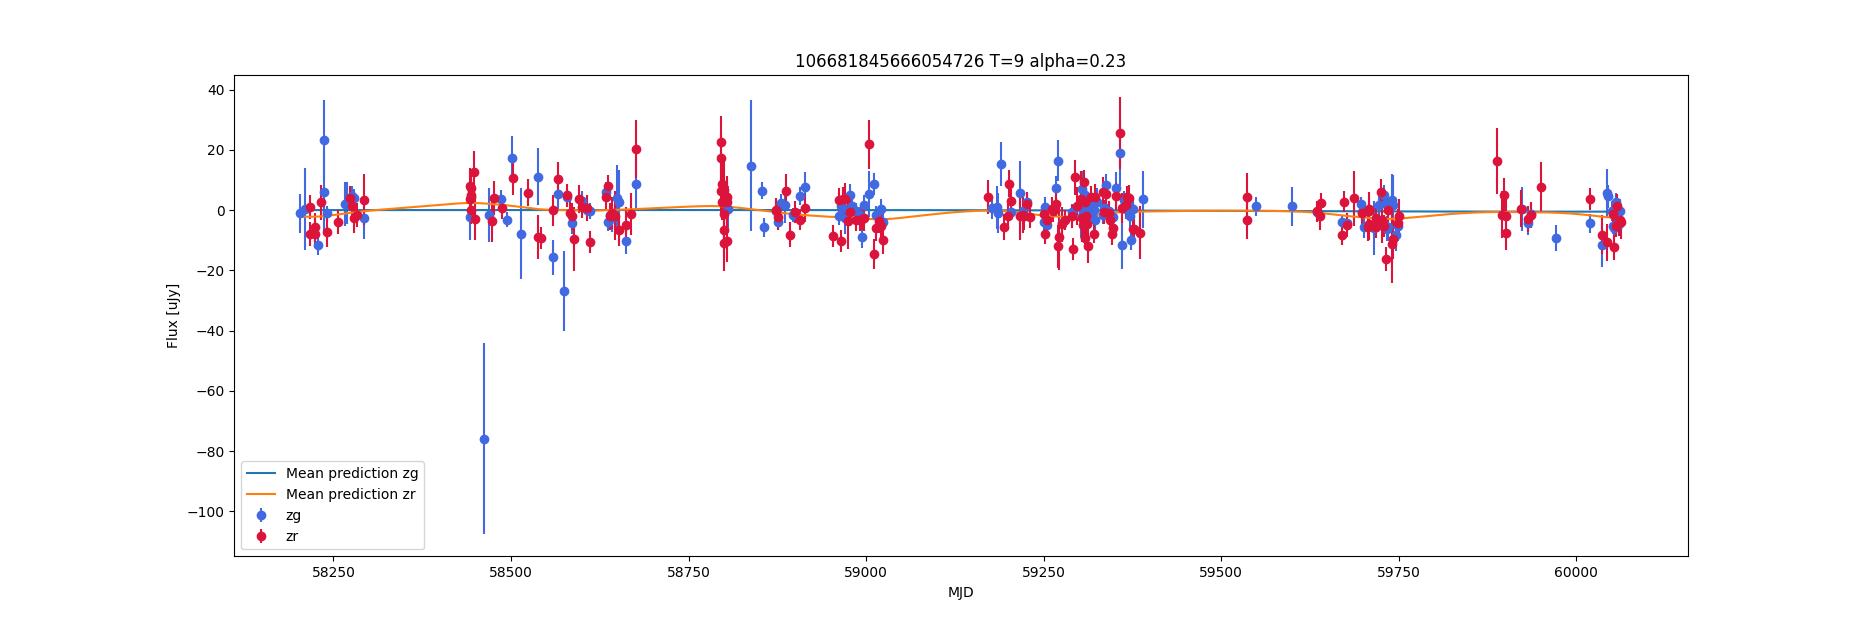 106681845666054726 T=9 alpha=0.23
Flux [uJy]
40
20
0
−20
−40
−60
−80
−100
Mean prediction zg
Mean prediction zr
zg
zr
58250 58500 58750 59000 59250 59500 59750 60000
MJD